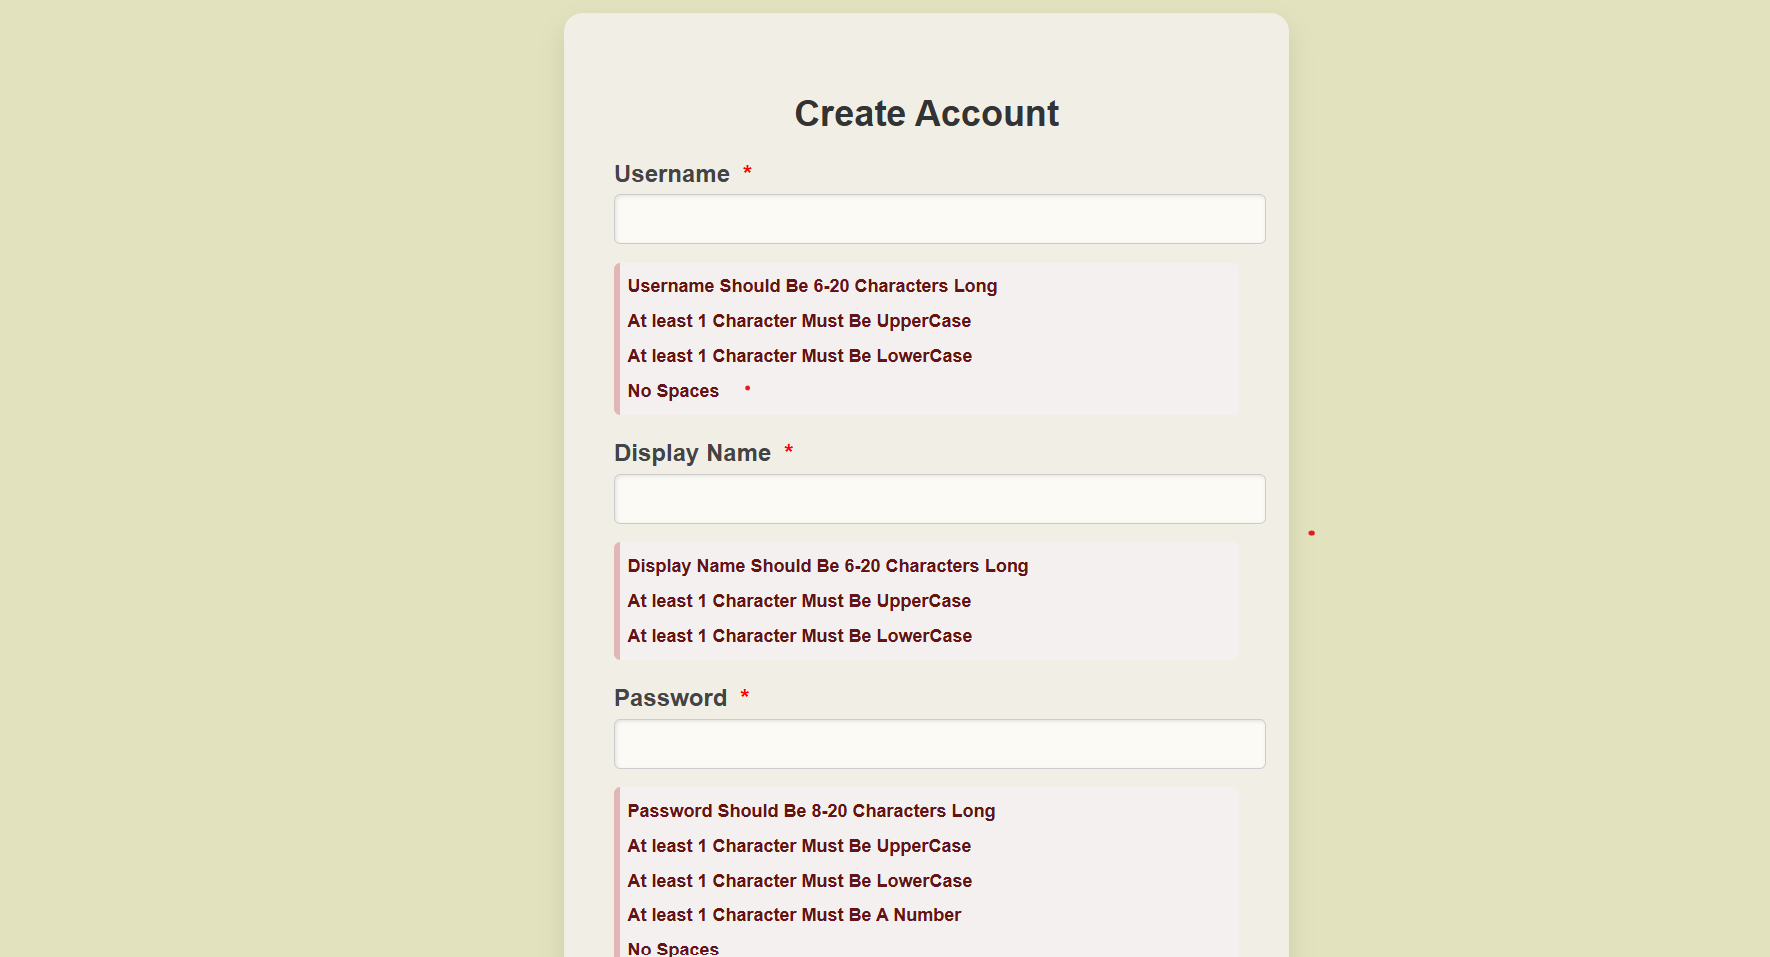 Create Account
Username *
Username Should Be 6-20 Characters Long
At least 1 Character Must Be UpperCase
At least 1 Character Must Be LowerCase
No Spaces
Display Name *
Display Name Should Be 6-20 Characters Long
At least 1 Character Must Be UpperCase
At least 1 Character Must Be LowerCase
Password *
Password Should Be 8-20 Characters Long
At least 1 Character Must Be UpperCase
At least 1 Character Must Be LowerCase
At least 1 Character Must Be A Number
No Spaces